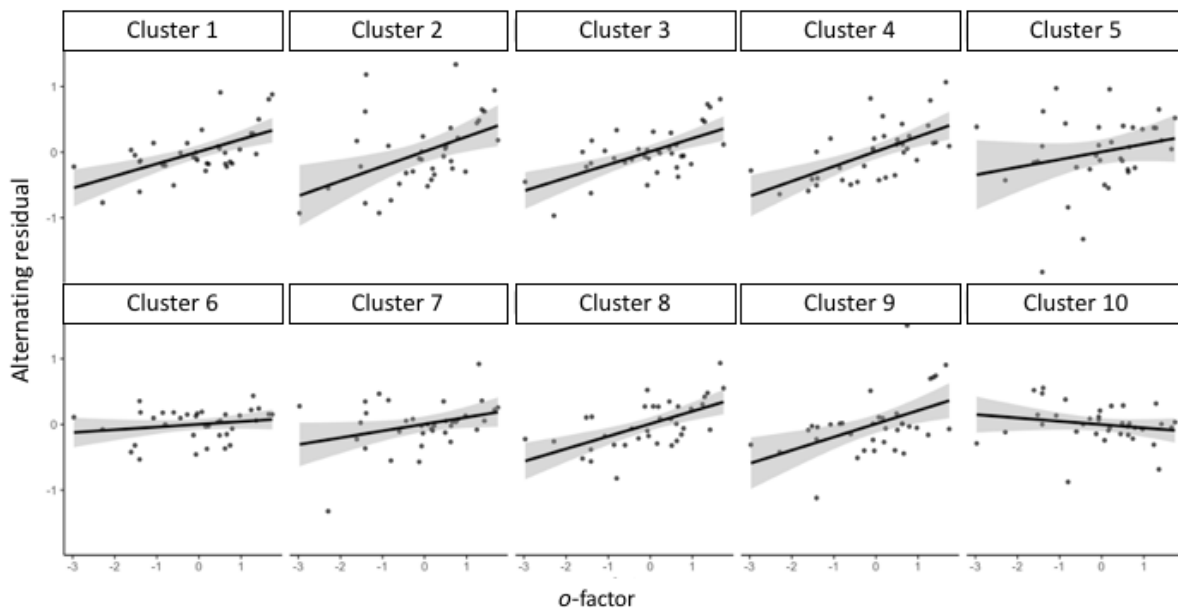 Cluster 1 Cluster 2 Cluster 3 Cluster 4 Cluster 5
1
0
-1
Cluster 6 Cluster 7 Cluster 8 Cluster 9 Cluster 10
1
0
-1
Alternating residual
-3 -2 -1 0 1 -3 -2 -1 0 1 -3 -2 -1 0 1 -3 -2 -1 0 1 -3 -2 -1 0 1
o-factor